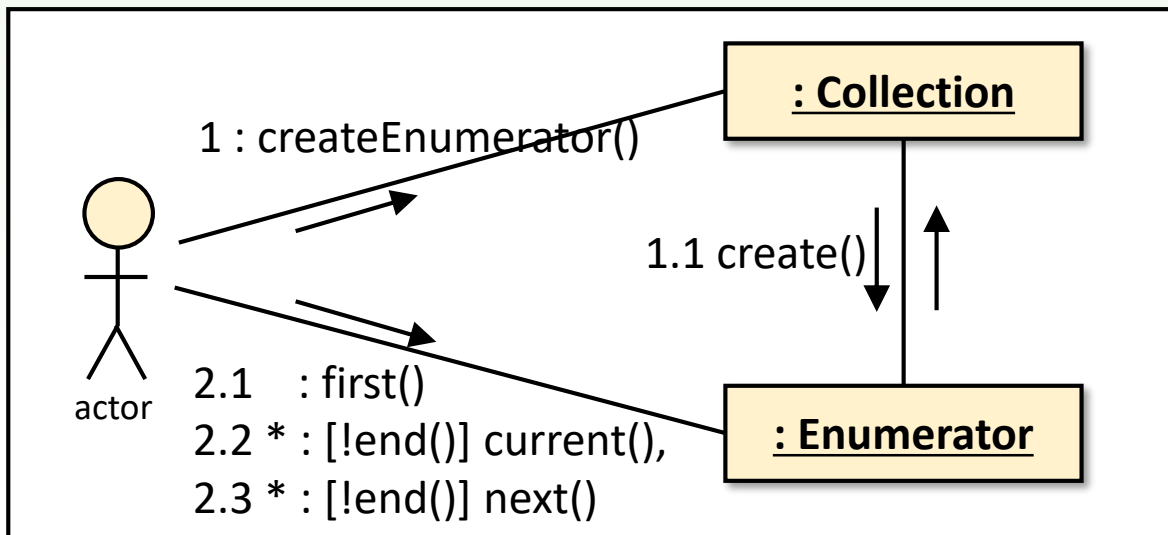 : Collection
1 : createEnumerator()
1.1 create()
actor
2.1 : first()
2.2 * : [!end()] current(),
2.3 * : [!end()] next()
: Enumerator